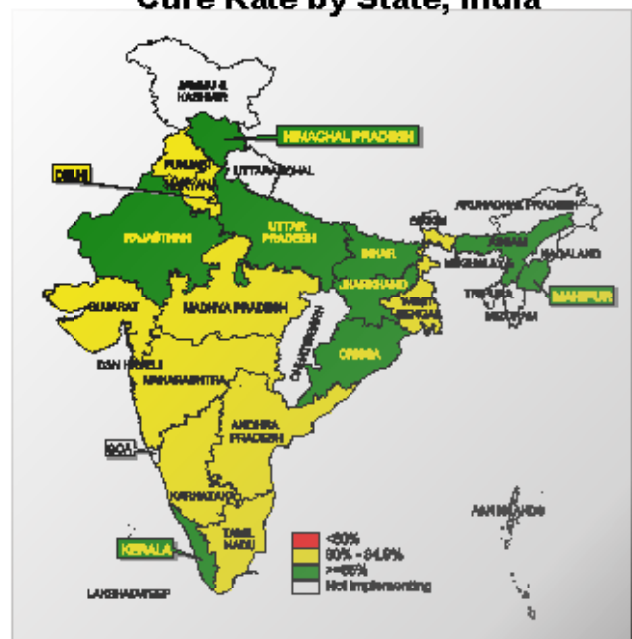 Cure Rate by State, India
JAMMU &
KASHMIR
HIMACHAL PRADESH
PUNJAB
DELHI
UTTARANCHAL
HARYANA
ARUNACHAL PRADESH
SIKKIM
RAJASTHAN
UTTAR
PRADESH
ASSAM
NAGALAND
BIHAR
MEGHALAYA
JHARKHAND
TRIPURA
MANIPUR
GUJARAT
MADHYA PRADESH
WEST
BENGAL
MIZORAM
CHHATISGARH
ORISSA
D&N HAVELI
MAHARASHTRA
ANDHRA
PRADESH
GOA
KARNATAKA
A&N ISLANDS
TAMIL
NADU
KERALA
<80%
80% - 84.9%
>=85%
Not implementing
LAKSHADWEEP